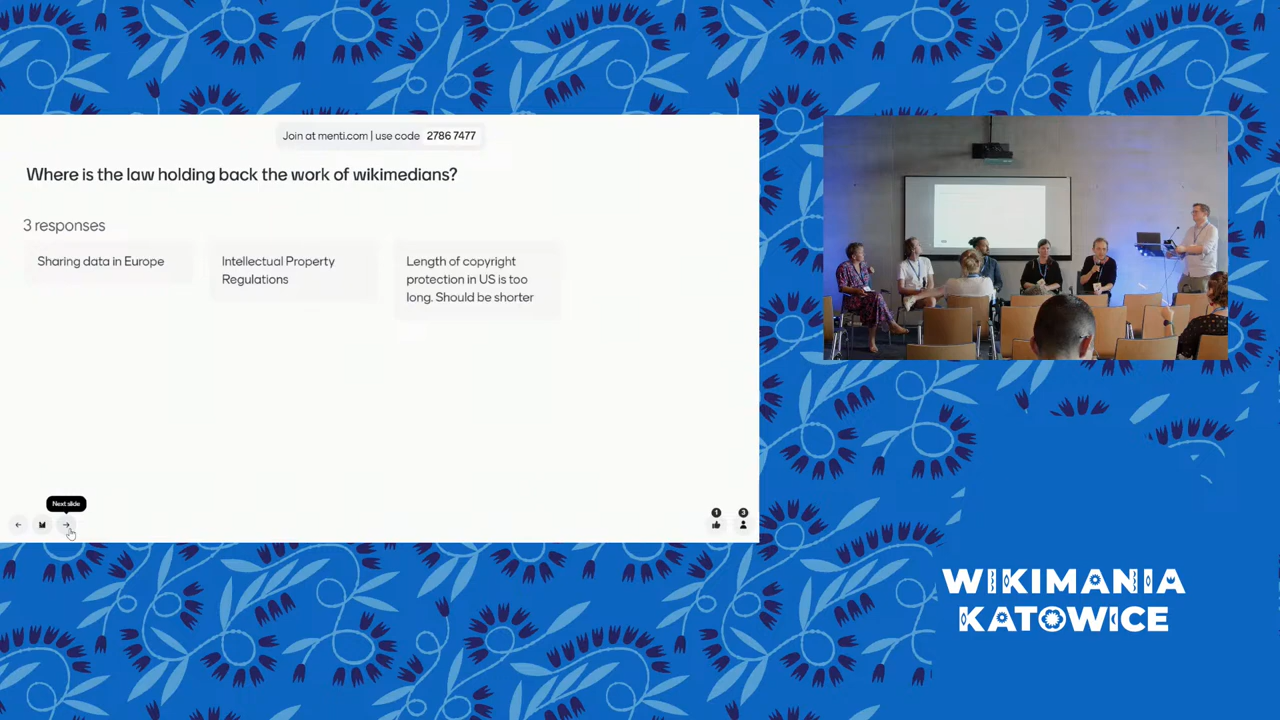 Join at menti.com | use code 2786 7477
Where is the law holding back the work of wikimedians?
3 responses
Sharing data in Europe
Intellectual Property
Regulations
Length of copyright
protection in US is too
long. Should be shorter
Next slide
1
3
WIKIMANIA
KATOWICE